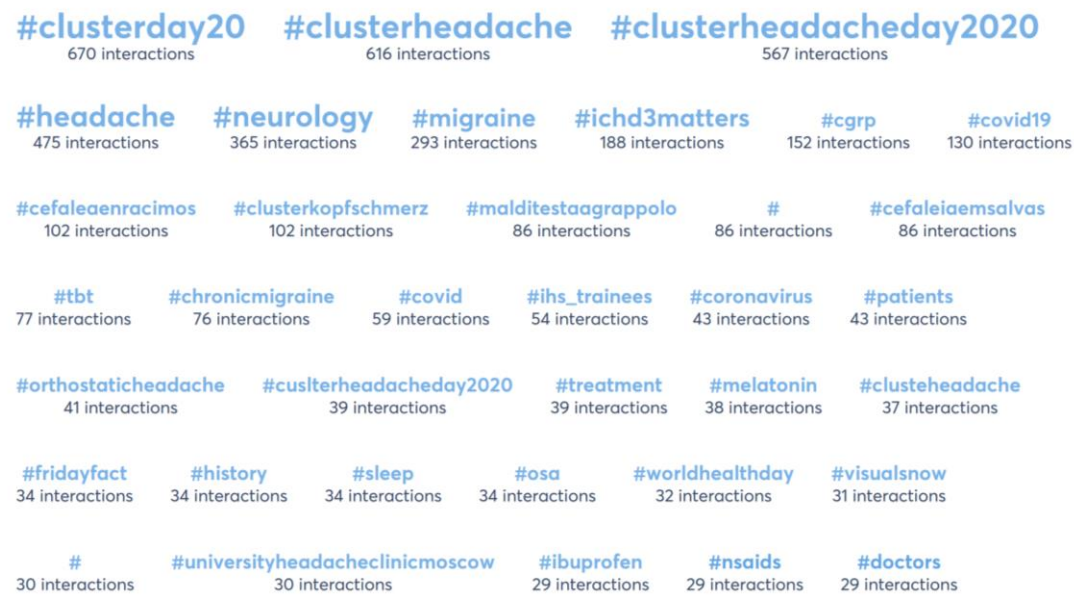 #clusterday20 #clusterheadache #clusterheadacheday2020
670 interactions 616 interactions 567 interactions
#headache #neurology #migraine #ichd3matters #cgrp #covid19
475 interactions 365 interactions 293 interactions 188 interactions 152 interactions 130 interactions
#cefaleaenracimos #clusterkopfschmerz #malditestaagrappolo # #cefaleiaemsalvas
102 interactions 102 interactions 86 interactions 86 interactions 86 interactions
#tbt #chronicmigraine #covid #ihs_trainees #coronavirus #patients
77 interactions 76 interactions 59 interactions 54 interactions 43 interactions 43 interactions
#orthostaticheadache #cuslterheadacheday2020 #treatment #melatonin #clusteheadache
41 interactions 39 interactions 39 interactions 38 interactions 37 interactions
#fridayfact #history #sleep #osa #worldhealthday #visualsnow
34 interactions 34 interactions 34 interactions 34 interactions 32 interactions 31 interactions
# #universityheadacheclinicmoscow #ibuprofen #nsaids #doctors
30 interactions 30 interactions 29 interactions 29 interactions 29 interactions